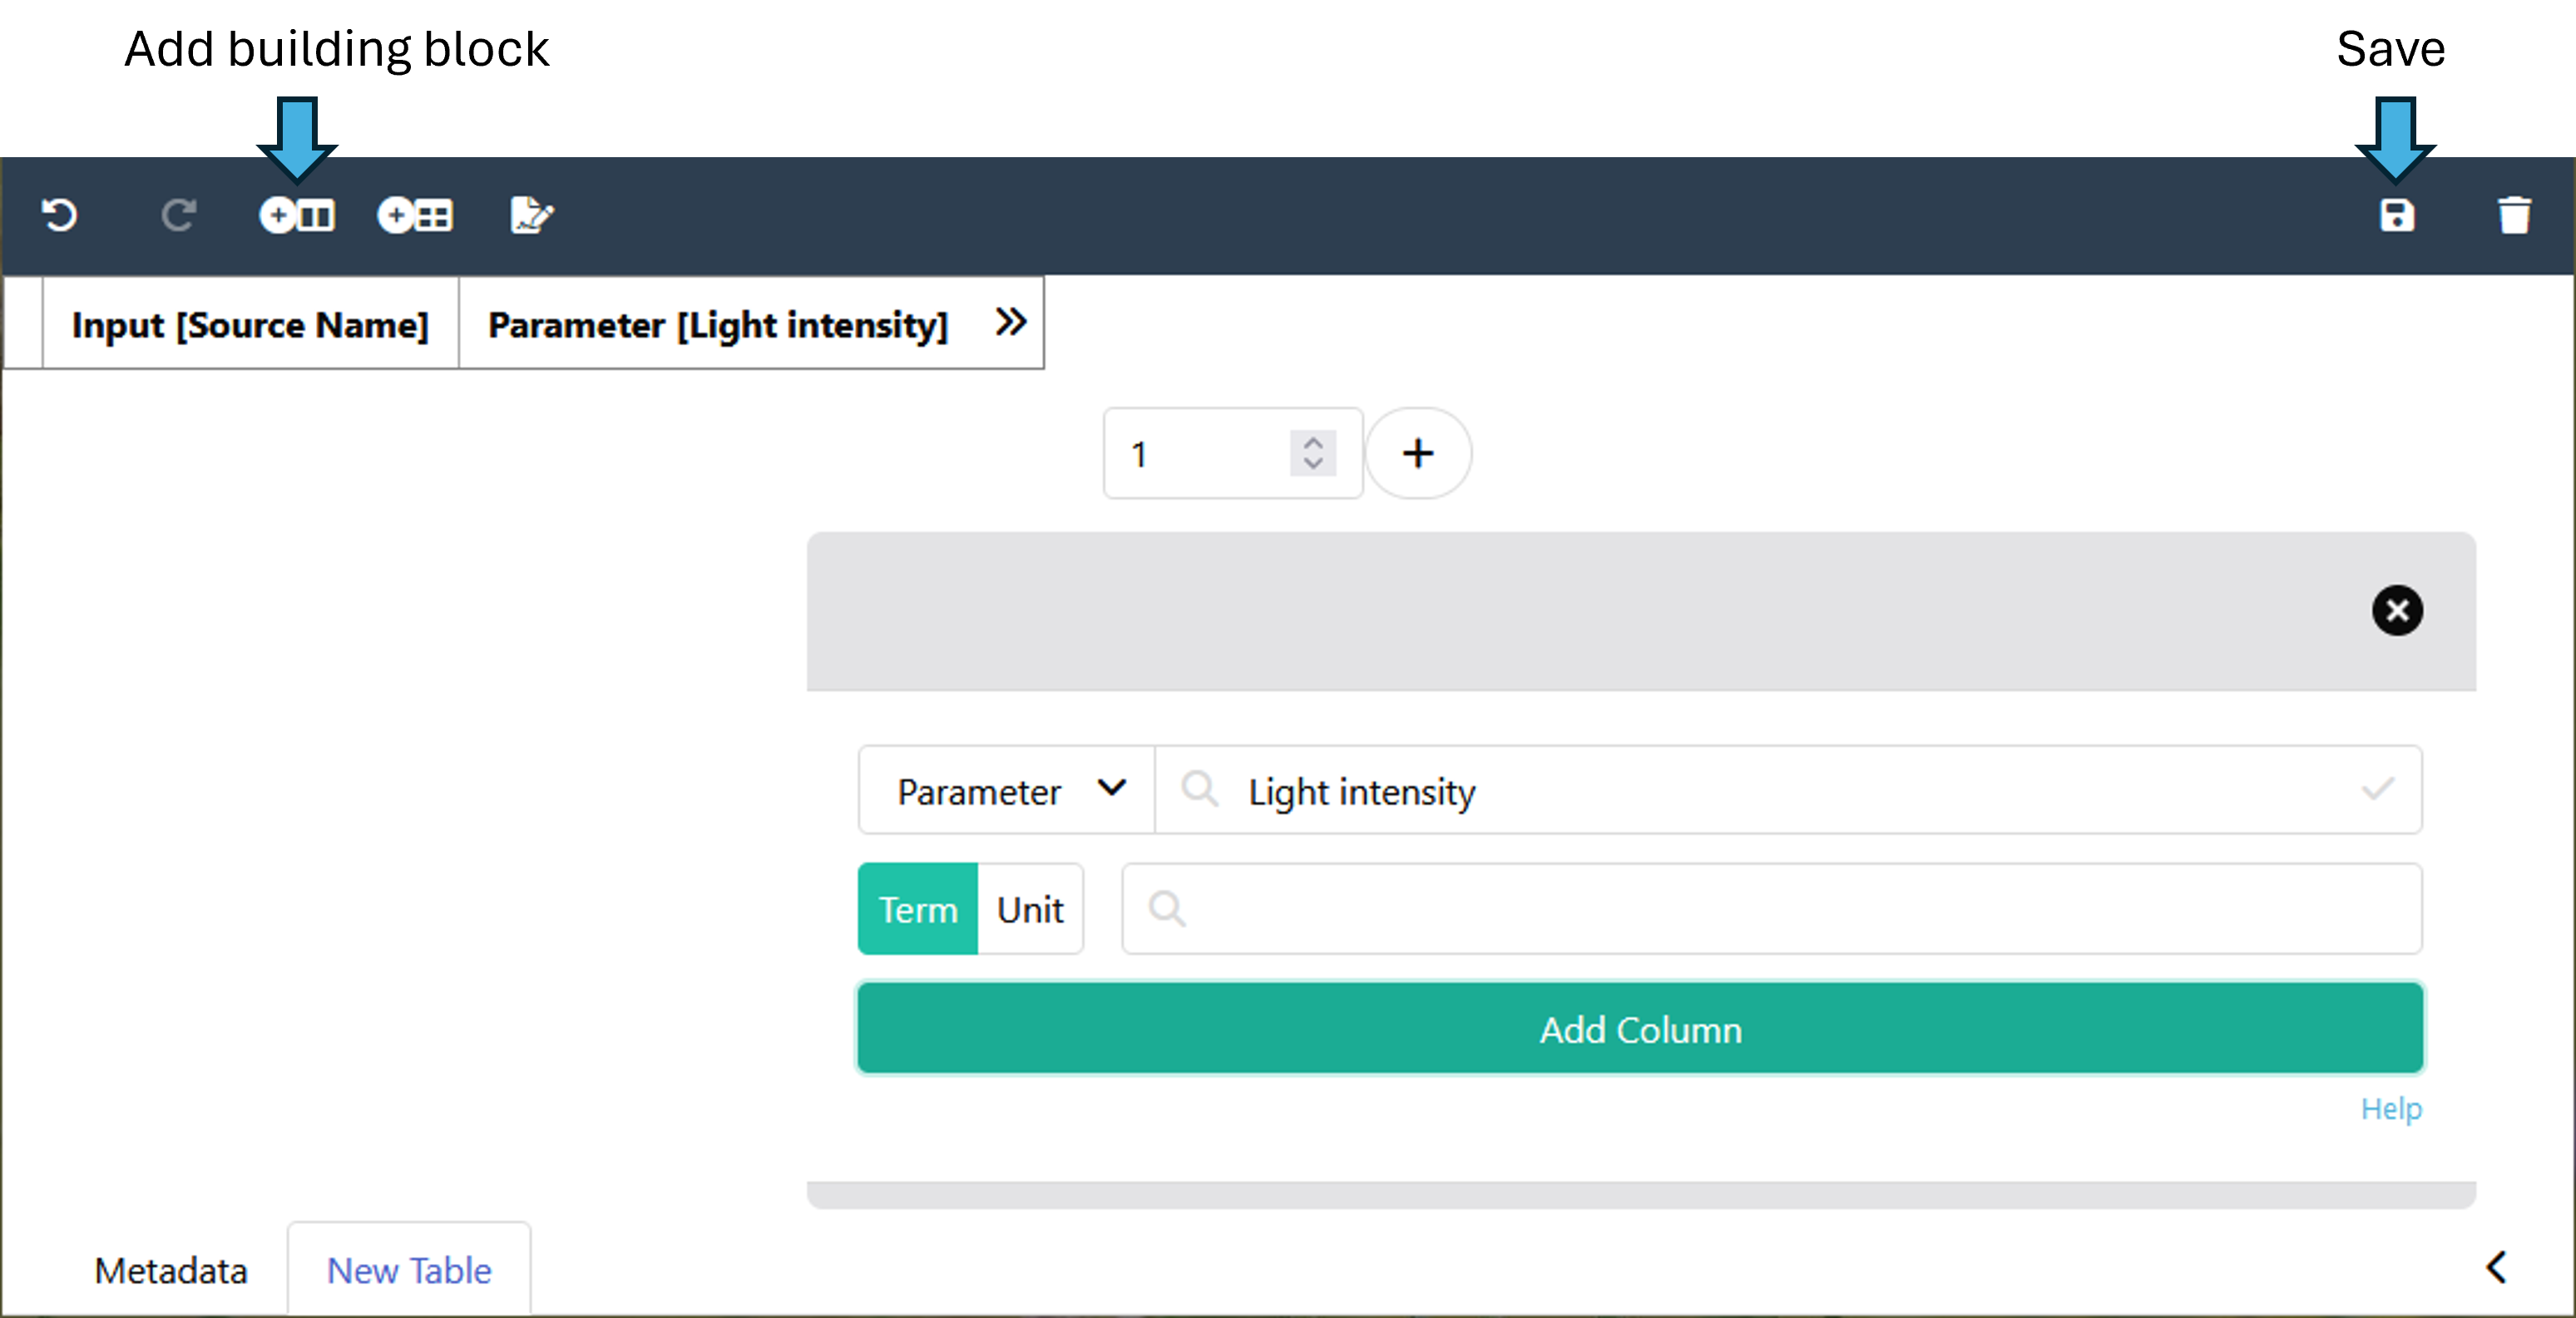 Add building block
Save
Input [Source Name]
Parameter [Light intensity]
1
Parameter
Light intensity
Term
Unit
Add Column
Help
Metadata
New Table